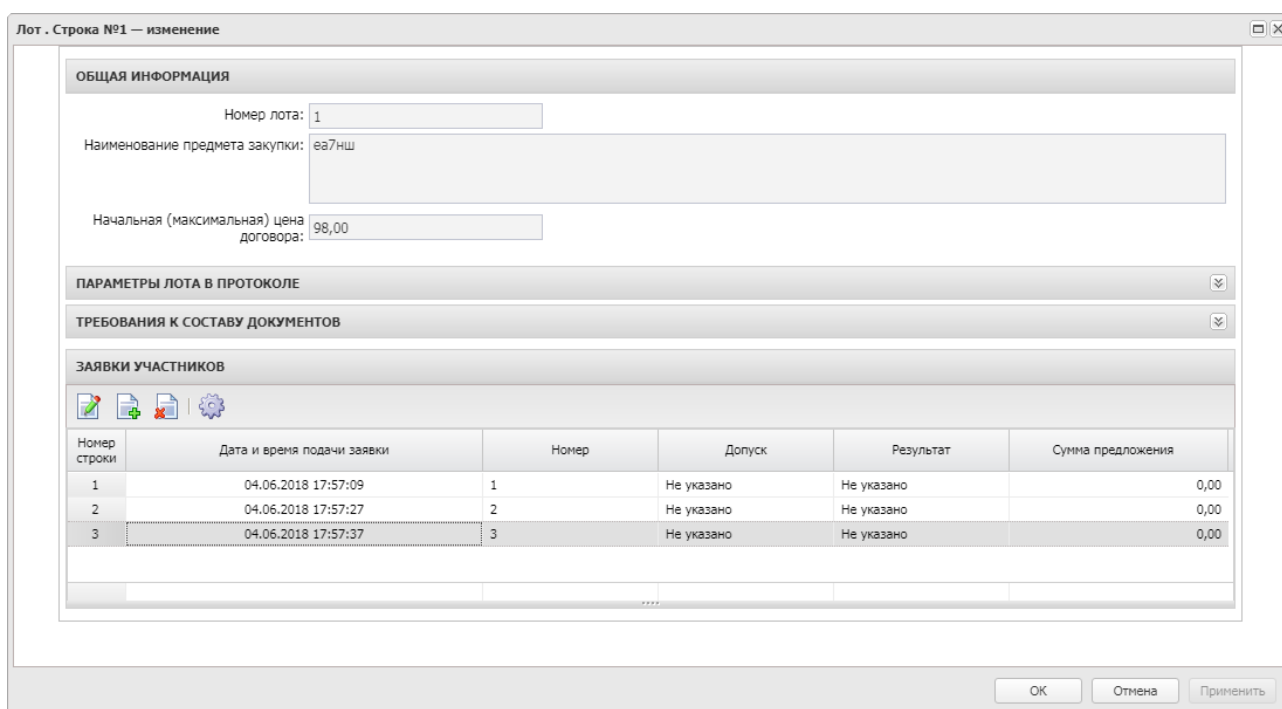 Лот . Строка №1 — изменение
ОБЩАЯ ИНФОРМАЦИЯ
Номер лота: 1
Наименование предмета закупки: еа7нш
Начальная (максимальная) цена
договора: 98,00
ПАРАМЕТРЫ ЛОТА В ПРОТОКОЛЕ
ТРЕБОВАНИЯ К СОСТАВУ ДОКУМЕНТОВ
ЗАЯВКИ УЧАСТНИКОВ
Номер строки Дата и время подачи заявки Номер Допуск Результат Сумма предложения
1 04.06.2018 17:57:09 1 Не указано Не указано 0,00
2 04.06.2018 17:57:27 2 Не указано Не указано 0,00
3 04.06.2018 17:57:37 3 Не указано Не указано 0,00
ОК Отмена Применить